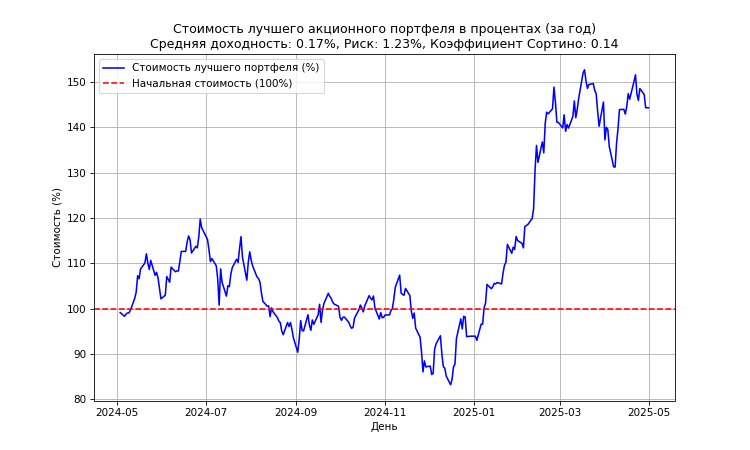 Стоимость лучшего акционного портфеля в процентах (за год)
Средняя доходность: 0.17%, Риск: 1.23%, Коэффициент Сортино: 0.14
Стоимость лучшего портфеля (%)
Начальная стоимость (100%)
Стоимость (%)
150
140
130
120
110
100
90
80
2024-05 2024-07 2024-09 2024-11 2025-01 2025-03 2025-05
День